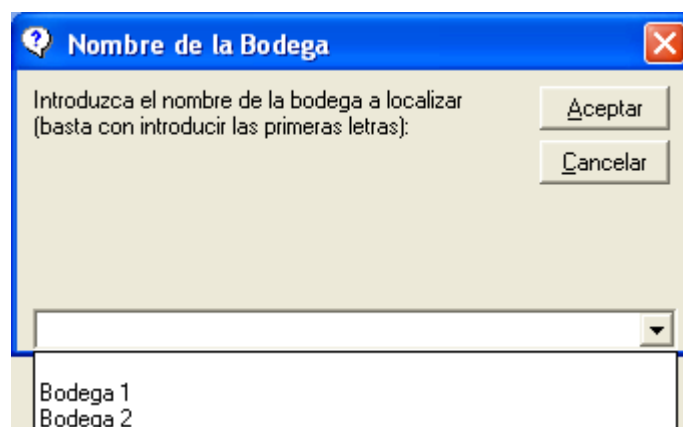 Nombre de la Bodega
Introduzca el nombre de la bodega a localizar
(basta con introducir las primeras letras):
Aceptar
Cancelar
Bodega 1
Bodega 2